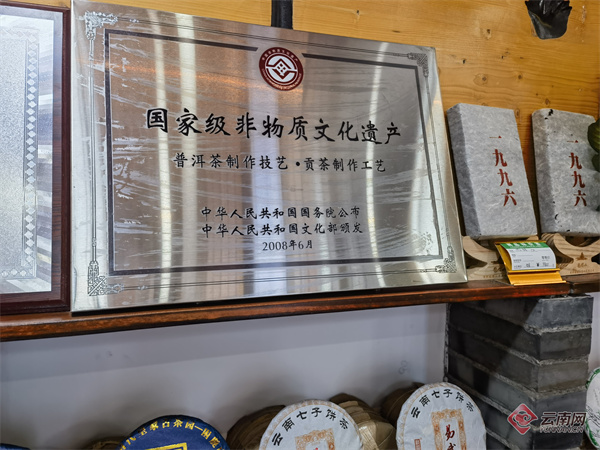 国家级非物质文化遗产
普洱茶制作技艺·贡茶制作工艺
中华人民共和国国务院公布
中华人民共和国文化部颁发
2008年6月
一九九六
一九九六
云南七子饼茶
云南七子饼茶
云南网
YUNNAN.CN